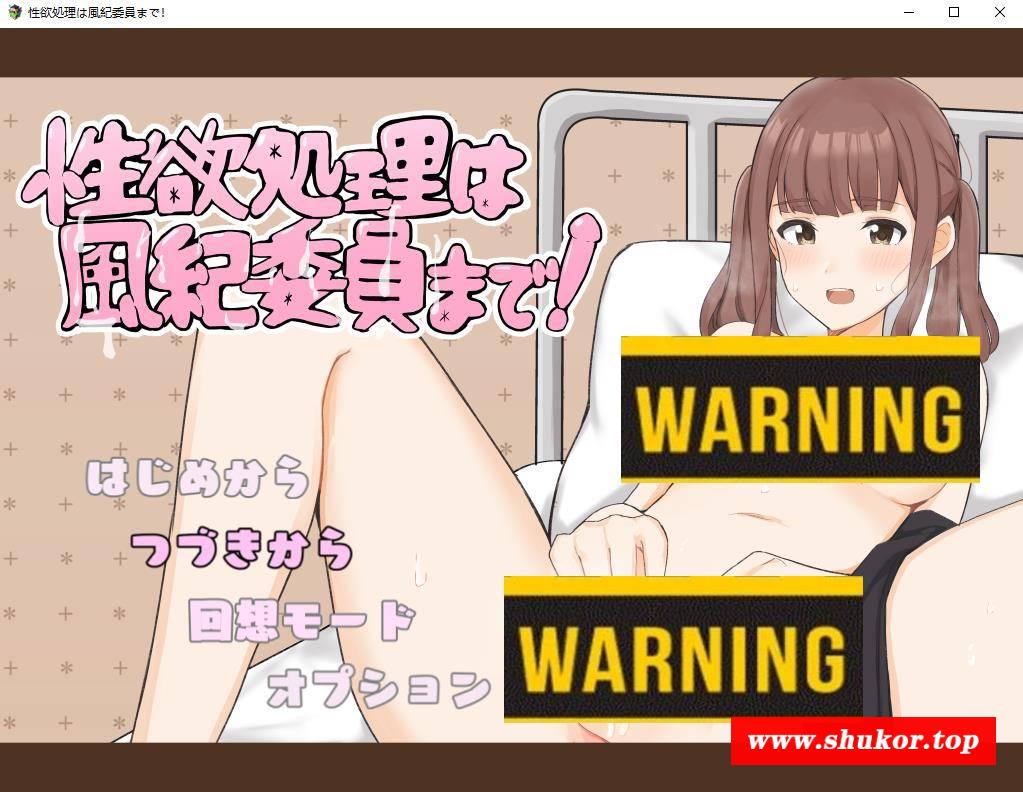 性欲処理は風紀委員まで!
性欲処理は
風紀委員まで!
WARNING
はじめから
つづきから
回想モード
オプション
WARNING
www.shukor.top